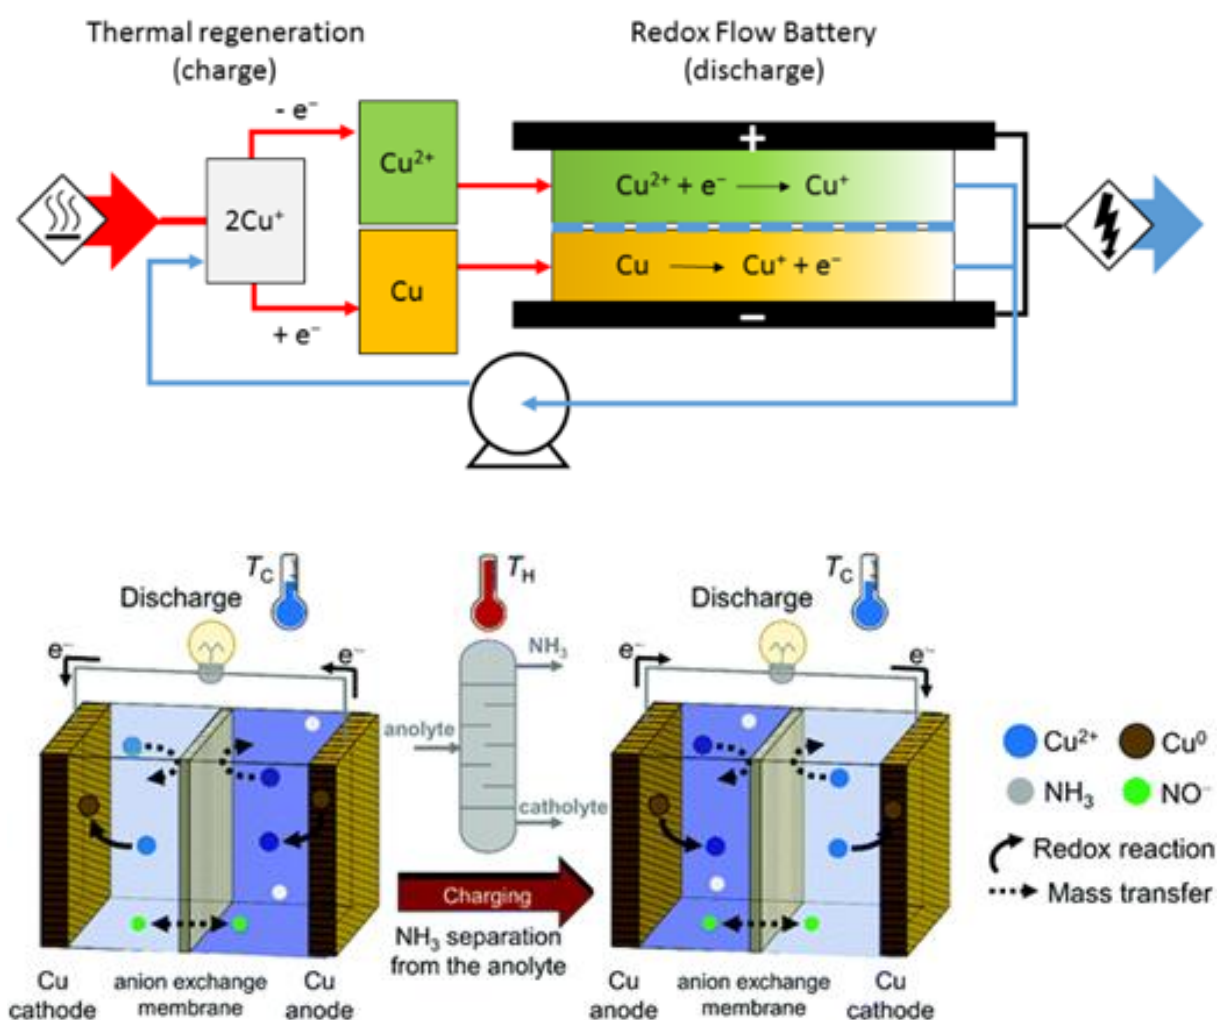 Thermal regeneration
(charge)
Redox Flow Battery
(discharge)
- e⁻
Cu²⁺
2Cu⁺
Cu
+ e⁻
+
Cu²⁺ + e⁻ → Cu⁺
Cu → Cu⁺ + e⁻
−
T_C
Discharge
e⁻
e⁻
T_H
NH₃
anolyte
catholyte
Charging
NH₃ separation
from the anolyte
T_C
Discharge
e⁻
e⁻
Cu
cathode
anion exchange
membrane
Cu
anode
Cu
anode
anion exchange
membrane
Cu
cathode
Cu²⁺
Cu⁰
NH₃
NO⁻
Redox reaction
Mass transfer